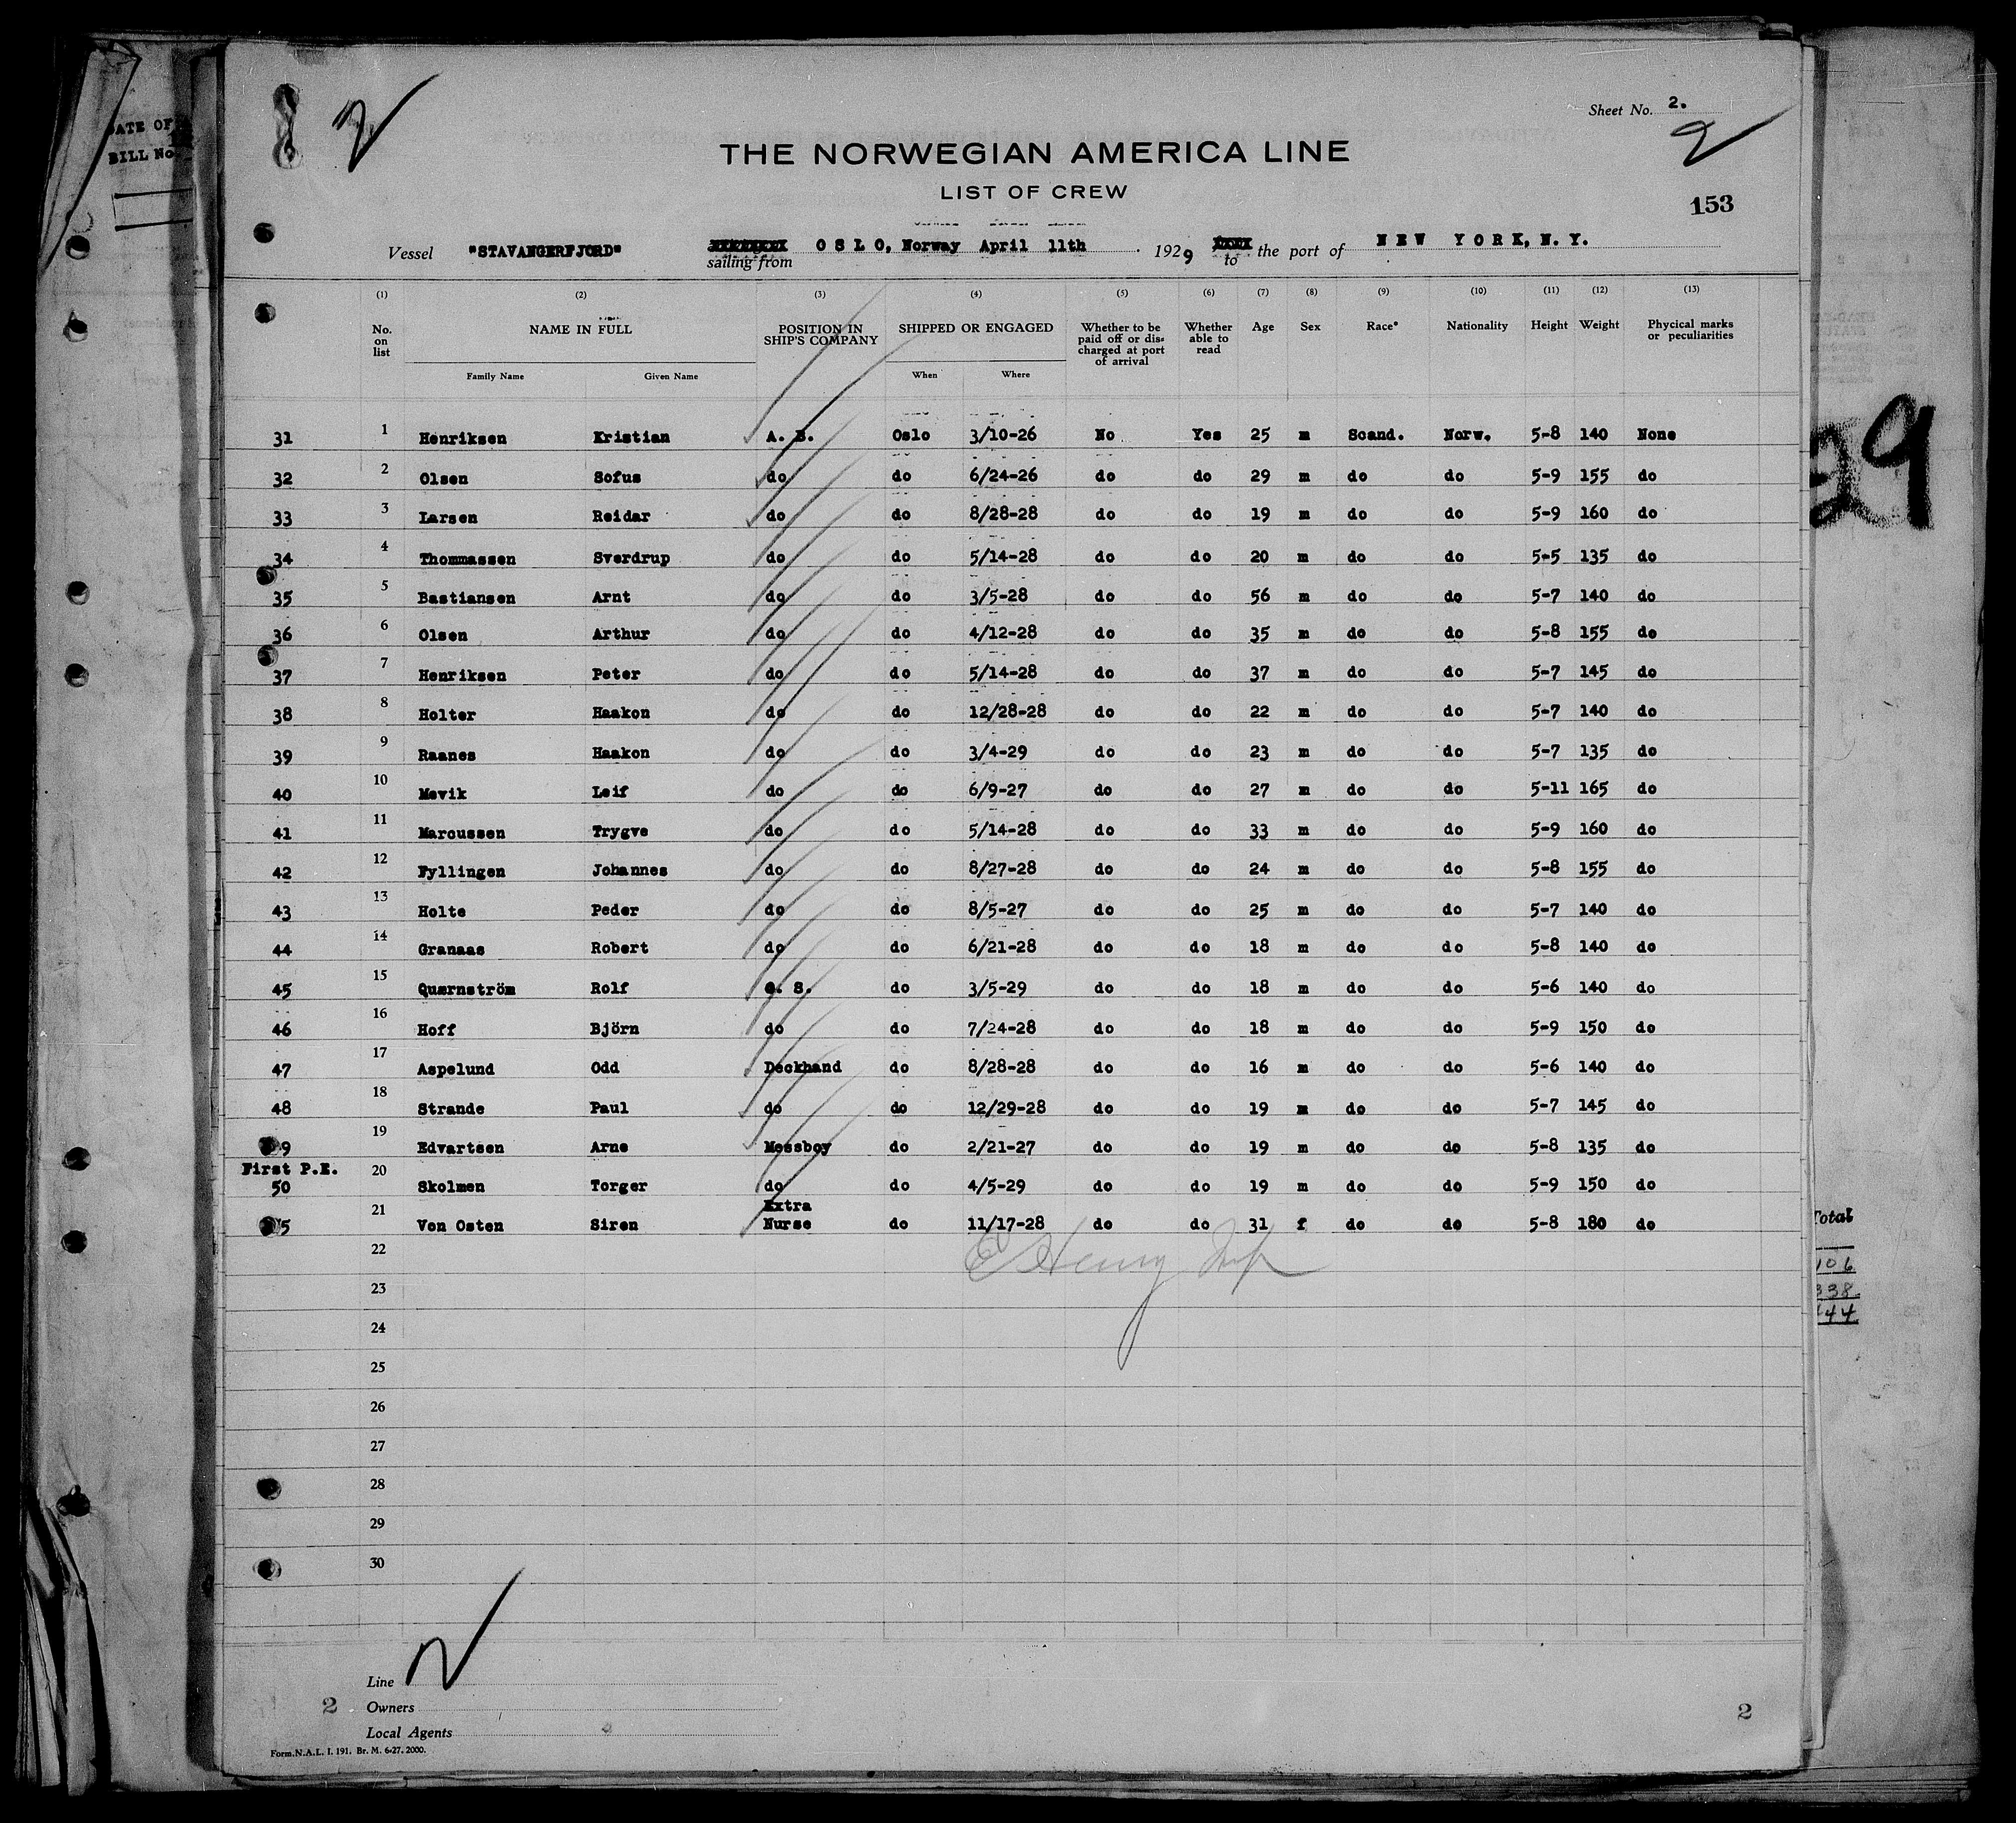 DATE OF
BILL No.
2
Sheet No. 2.
2
THE NORWEGIAN AMERICA LINE
LIST OF CREW
153
Vessel "STAVANGERFJORD" sailing from O S L O, Norway April 11th 1929 to the port of N E W Y O R K, N. Y.
(1) (2) (3) (4) (5) (6) (7) (8) (9) (10) (11) (12) (13)
No. on list NAME IN FULL POSITION IN SHIP'S COMPANY SHIPPED OR ENGAGED Whether to be paid off or dis-charged at port of arrival Whether able to read Age Sex Race* Nationality Height Weight Phycical marks or peculiarities
Family Name Given Name When Where
31 1 Henriksen Kristian A. B. Oslo 3/10-26 No Yes 25 m Scand. Norw. 5-8 140 None
32 2 Olsen Sofus do do 6/24-26 do do 29 m do do 5-9 155 do
33 3 Larsen Reidar do do 8/28-28 do do 19 m do do 5-9 160 do
34 4 Thommassen Sverdrup do do 5/14-28 do do 20 m do do 5-5 135 do
35 5 Bastiansen Arnt do do 3/5-28 do do 56 m do do 5-7 140 do
36 6 Olsen Arthur do do 4/12-28 do do 35 m do do 5-8 155 do
37 7 Henriksen Peter do do 5/14-28 do do 37 m do do 5-7 145 do
38 8 Holter Haakon do do 12/28-28 do do 22 m do do 5-7 140 do
39 9 Raanes Haakon do do 3/4-29 do do 23 m do do 5-7 135 do
40 10 Mevik Leif do do 6/9-27 do do 27 m do do 5-11 165 do
41 11 Marcussen Trygve do do 5/14-28 do do 33 m do do 5-9 160 do
42 12 Fyllingen Johannes do do 8/27-28 do do 24 m do do 5-8 155 do
43 13 Holte Peder do do 8/5-27 do do 25 m do do 5-7 140 do
44 14 Granaas Robert do do 6/21-28 do do 18 m do do 5-8 140 do
45 15 Quærnström Rolf O. S. do 3/5-29 do do 18 m do do 5-6 140 do
46 16 Hoff Björn do do 7/24-28 do do 18 m do do 5-9 150 do
47 17 Aspelund Odd Deckhand do 8/28-28 do do 16 m do do 5-6 140 do
48 18 Strande Paul do do 12/29-28 do do 19 m do do 5-7 145 do
9 19 Edvartsen Arne Messboy do 2/21-27 do do 19 m do do 5-8 135 do
First P.E.
50 20 Skolmen Torger do do 4/5-29 do do 19 m do do 5-9 150 do
5 21 Von Osten Siren Extra Nurse do 11/17-28 do do 31 f do do 5-8 180 do
22
23
24
25
26
27
28
29
30
Line
2 Owners
Local Agents
Form.N.A.L. I. 191. Br. M. 6-27. 2000.
2
29
Total
106
338
444